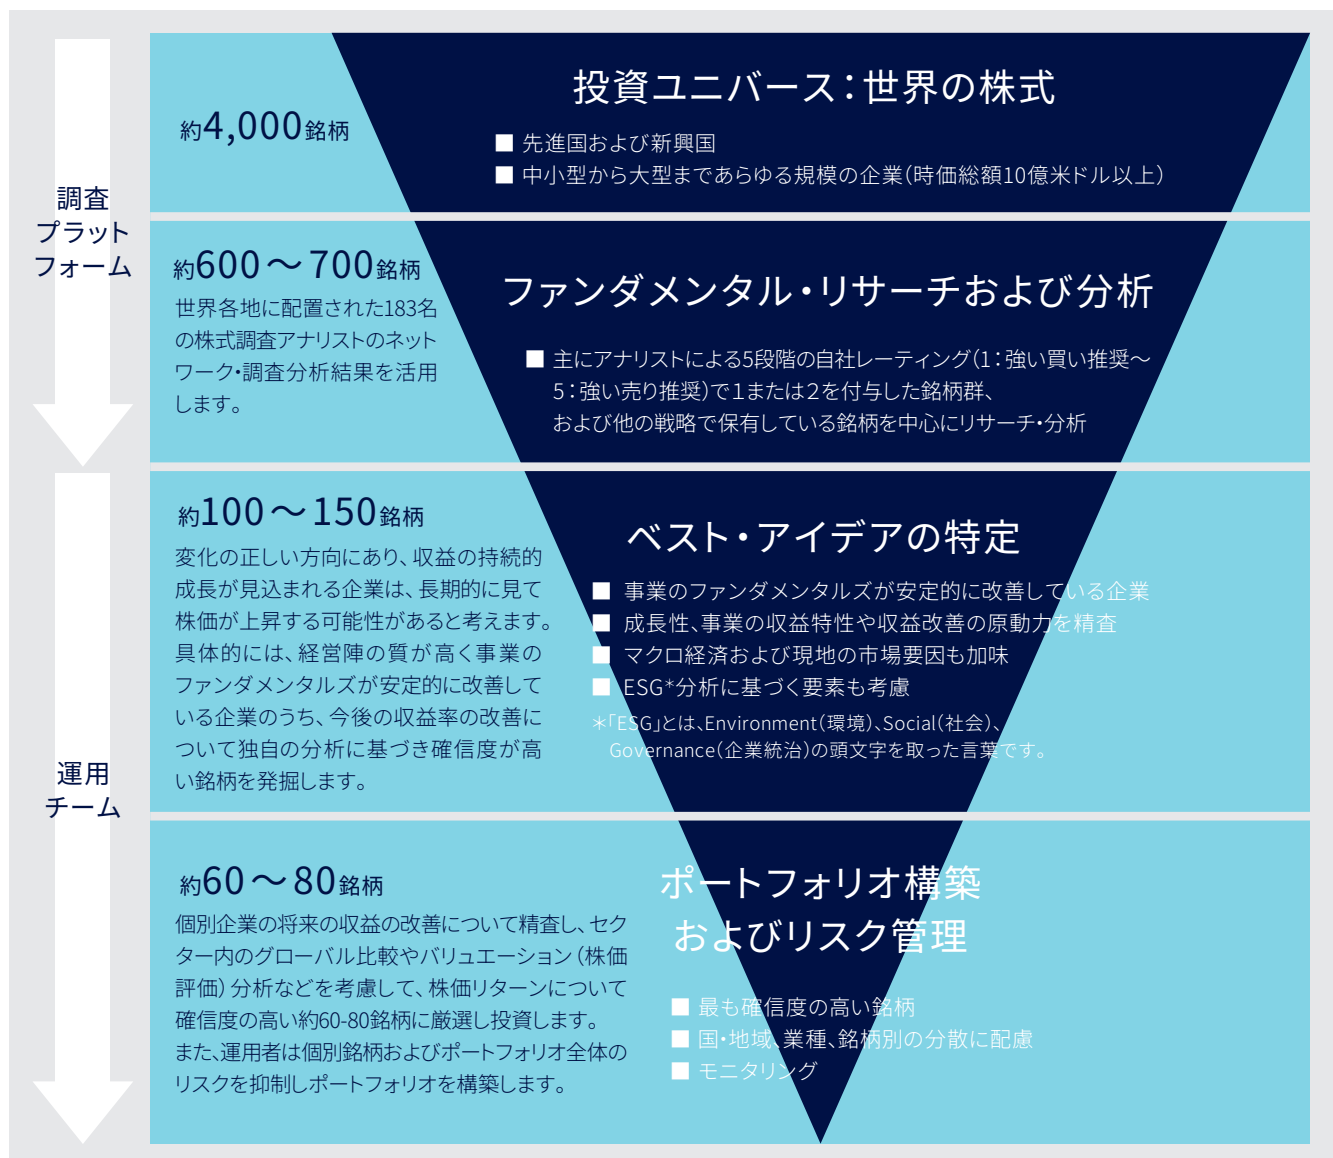 調査
プラット
フォーム
約4,000銘柄
投資ユニバース：世界の株式
■ 先進国および新興国
■ 中小型から大型まであらゆる規模の企業（時価総額10億米ドル以上）
約600～700銘柄
世界各地に配置された183名
の株式調査アナリストのネット
ワーク・調査分析結果を活用
します。
ファンダメンタル・リサーチおよび分析
■ 主にアナリストによる5段階の自社レーティング（1：強い買い推奨～
5：強い売り推奨）で１または２を付与した銘柄群、
および他の戦略で保有している銘柄を中心にリサーチ・分析
運用
チーム
約100～150銘柄
変化の正しい方向にあり、収益の持続的
成長が見込まれる企業は、長期的に見て
株価が上昇する可能性があると考えます。
具体的には、経営陣の質が高く事業の
ファンダメンタルズが安定的に改善して
いる企業のうち、今後の収益率の改善に
ついて独自の分析に基づき確信度が高
い銘柄を発掘します。
ベスト・アイデアの特定
■ 事業のファンダメンタルズが安定的に改善している企業
■ 成長性、事業の収益特性や収益改善の原動力を精査
■ マクロ経済および現地の市場要因も加味
■ ESG＊分析に基づく要素も考慮
＊「ESG」とは、Environment（環境）、Social（社会）、
Governance（企業統治）の頭文字を取った言葉です。
約60～80銘柄
個別企業の将来の収益の改善について精査し、セク
ター内のグローバル比較やバリュエーション（株価
評価）分析などを考慮して、株価リターンについて
確信度の高い約60-80銘柄に厳選し投資します。
また、運用者は個別銘柄およびポートフォリオ全体の
リスクを抑制しポートフォリオを構築します。
ポートフォリオ構築
およびリスク管理
■ 最も確信度の高い銘柄
■ 国・地域、業種、銘柄別の分散に配慮
■ モニタリング